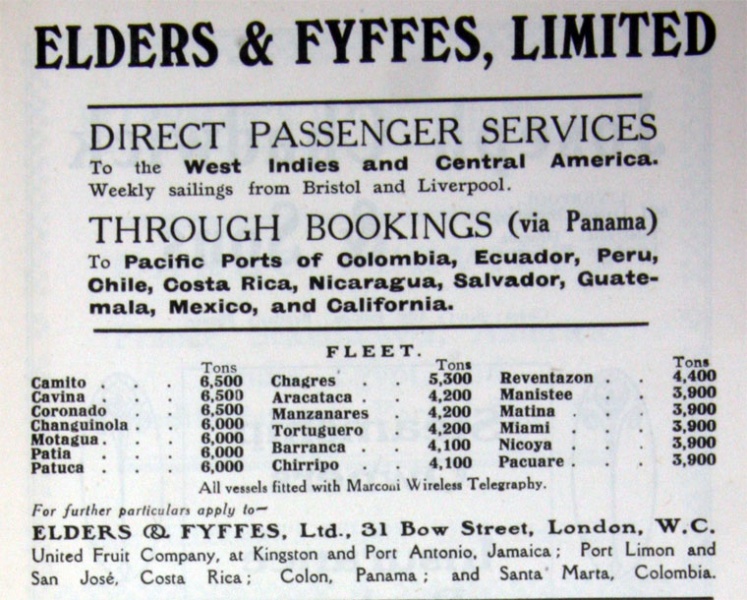 ELDERS & FYFFES, LIMITED
DIRECT PASSENGER SERVICES
To the West Indies and Central America.
Weekly sailings from Bristol and Liverpool.
THROUGH BOOKINGS (via Panama)
To Pacific Ports of Colombia, Ecuador, Peru,
Chile, Costa Rica, Nicaragua, Salvador, Guate-
mala, Mexico, and California.
FLEET.
Tons
Camito . . . 6,500
Cavina . . . 6,500
Coronado . . 6,500
Changuinola . . 6,000
Motagua . . . 6,000
Patia . . . 6,000
Patuca . . . 6,000
Tons
Chagres . . 5,300
Aracataca . . 4,200
Manzanares . 4,200
Tortuguero . 4,200
Barranca . . 4,100
Chirripo . . 4,100
Tons
Reventazon . . 4,400
Manistee . . 3,900
Matina . . 3,900
Miami . . 3,900
Nicoya . . 3,900
Pacuare . . . 3,900
All vessels fitted with Marconi Wireless Telegraphy.
For further particulars apply to—
ELDERS & FYFFES, Ltd., 31 Bow Street, London, W.C.
United Fruit Company, at Kingston and Port Antonio, Jamaica; Port Limon and
San José, Costa Rica; Colon, Panama; and Santa Marta, Colombia.